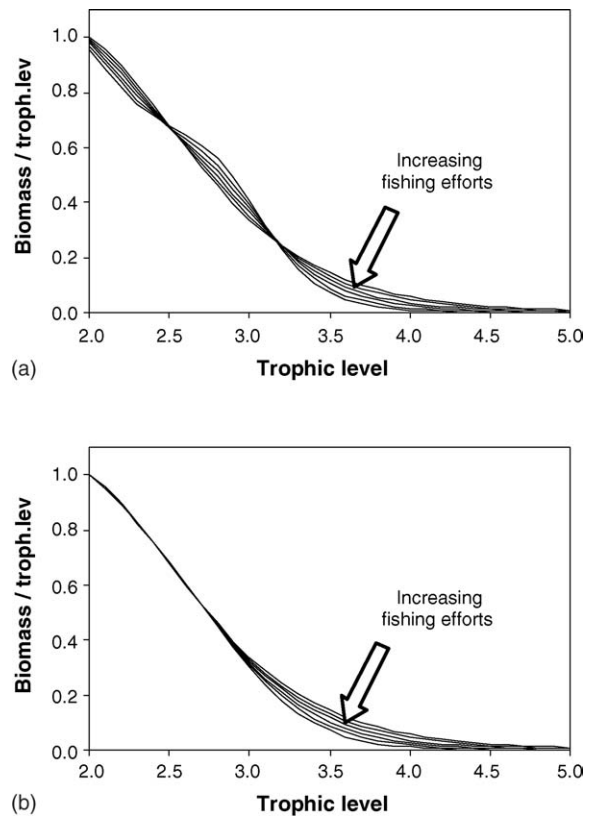 1.0
0.8
0.6
0.4
0.2
0.0
Biomass / troph.lev
Increasing
fishing efforts
2.0 2.5 3.0 3.5 4.0 4.5 5.0
Trophic level
(a)
1.0
0.8
0.6
0.4
0.2
0.0
Biomass / troph.lev
Increasing
fishing efforts
2.0 2.5 3.0 3.5 4.0 4.5 5.0
Trophic level
(b)